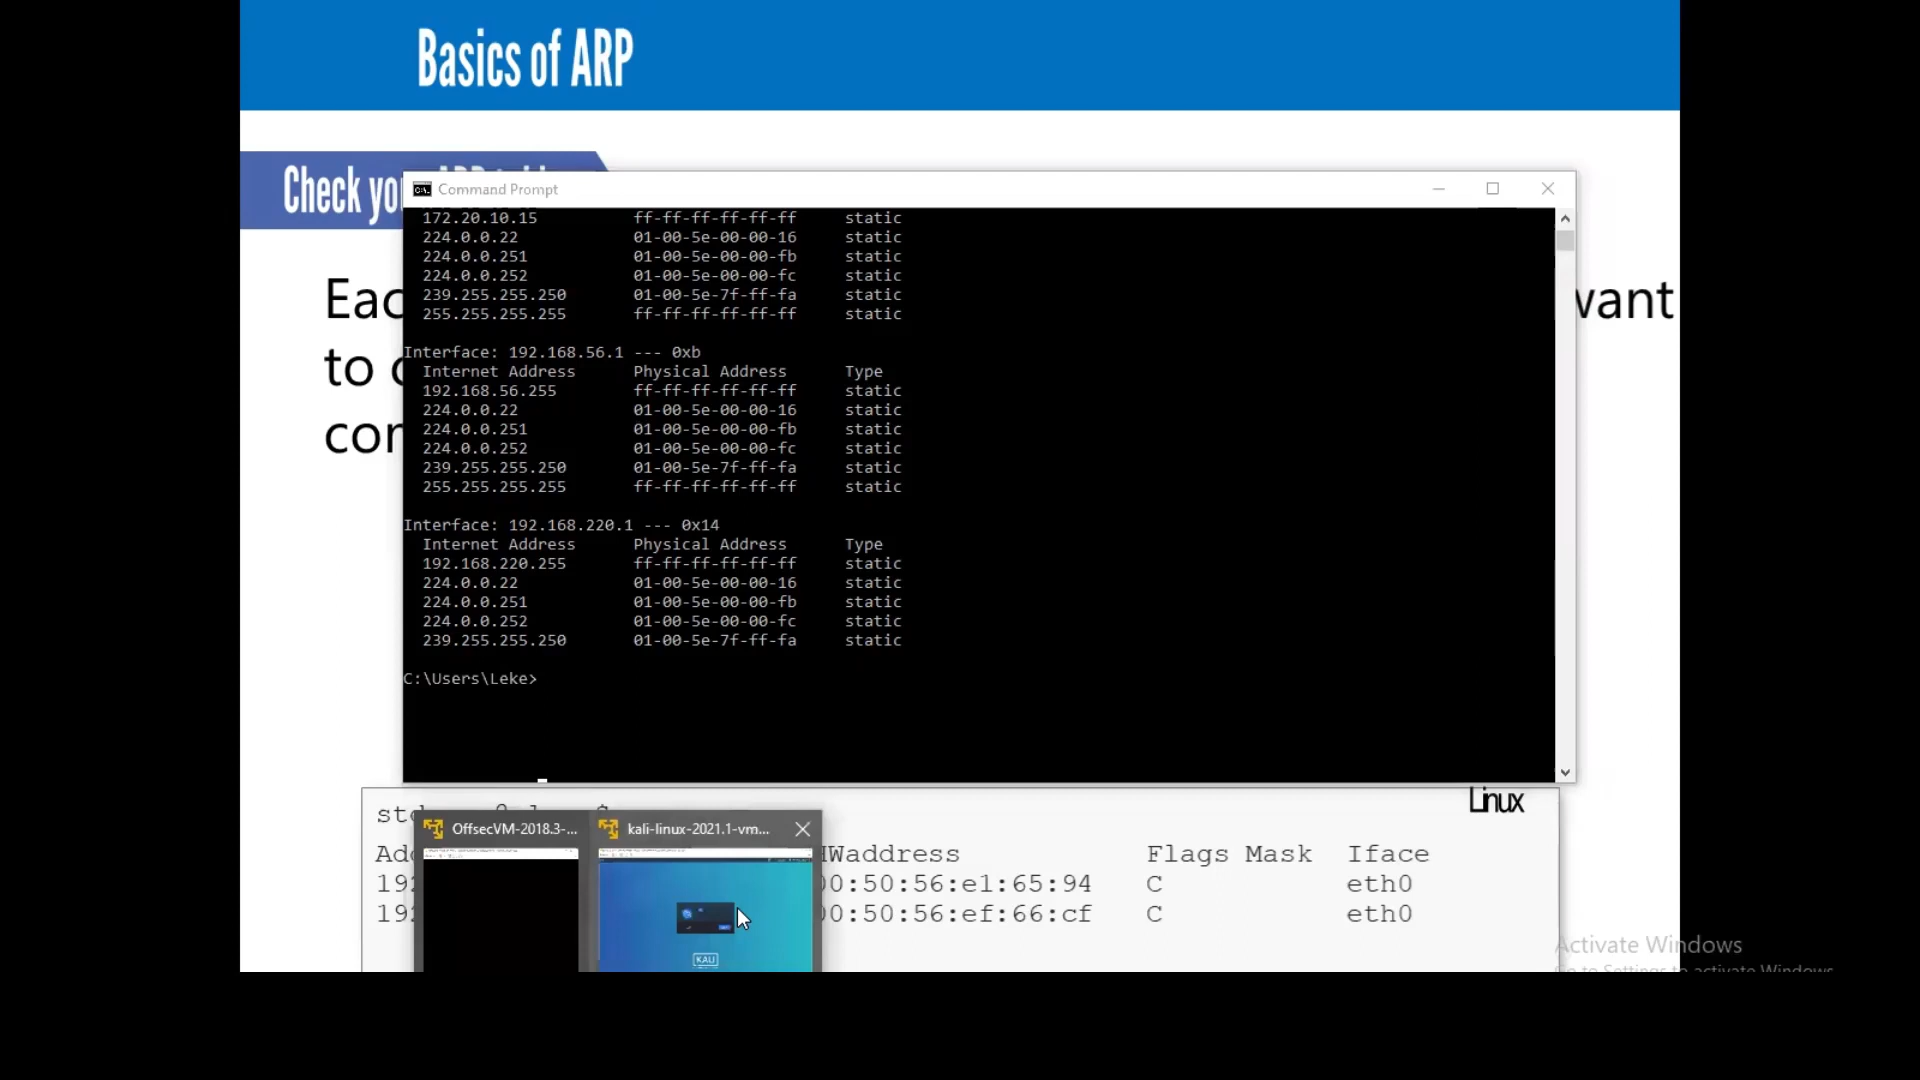 Basics of ARP
Check yo
Command Prompt
172.20.10.15 ff-ff-ff-ff-ff-ff static
224.0.0.22 01-00-5e-00-00-16 static
224.0.0.251 01-00-5e-00-00-fb static
224.0.0.252 01-00-5e-00-00-fc static
239.255.255.250 01-00-5e-7f-ff-fa static
255.255.255.255 ff-ff-ff-ff-ff-ff static
Eac
want
to
cor
Interface: 192.168.56.1 --- 0xb
Internet Address Physical Address Type
192.168.56.255 ff-ff-ff-ff-ff-ff static
224.0.0.22 01-00-5e-00-00-16 static
224.0.0.251 01-00-5e-00-00-fb static
224.0.0.252 01-00-5e-00-00-fc static
239.255.255.250 01-00-5e-7f-ff-fa static
255.255.255.255 ff-ff-ff-ff-ff-ff static
Interface: 192.168.220.1 --- 0x14
Internet Address Physical Address Type
192.168.220.255 ff-ff-ff-ff-ff-ff static
224.0.0.22 01-00-5e-00-00-16 static
224.0.0.251 01-00-5e-00-00-fb static
224.0.0.252 01-00-5e-00-00-fc static
239.255.255.250 01-00-5e-7f-ff-fa static
C:\Users\Leke>
Linux
OffsecVM-2018.3-...
kali-linux-2021.1-vm...
HWaddress Flags Mask Iface
00:50:56:e1:65:94 C eth0
00:50:56:ef:66:cf C eth0
KALI
Activate Windows
Go to Settings to activate Windows.